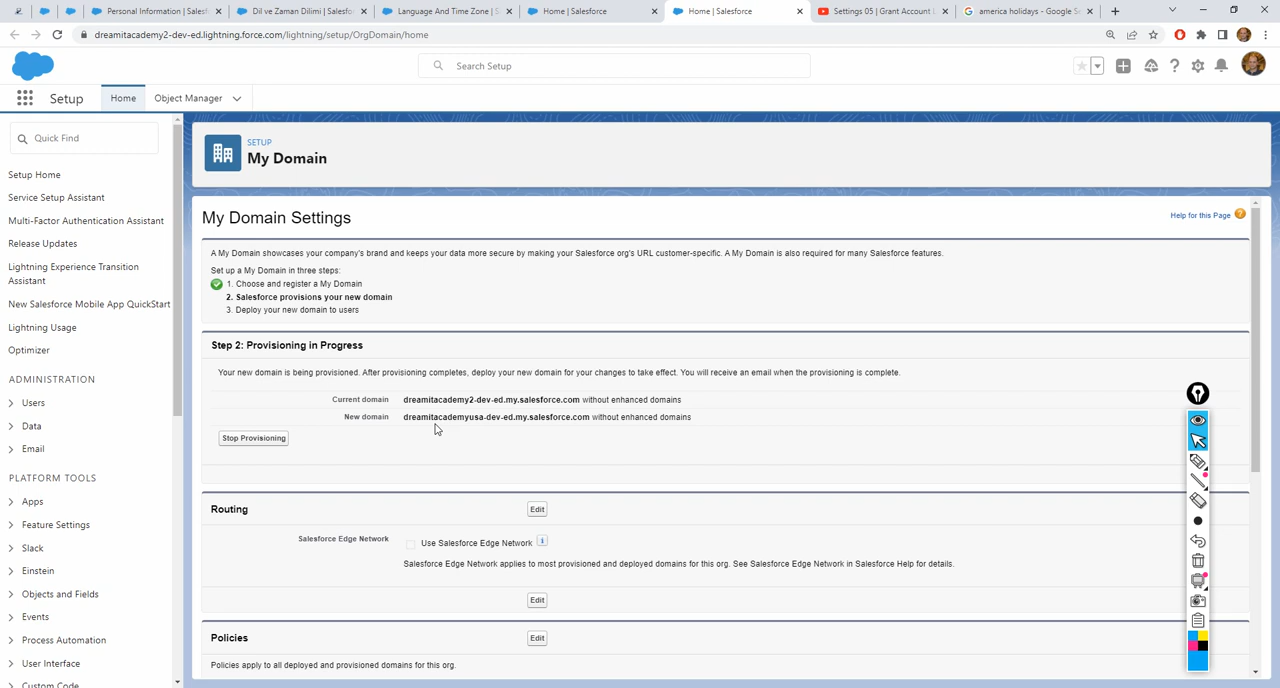 Personal Information | Salesf
Dil ve Zaman Dilimi | Salesfo
Language And Time Zone | S
Home | Salesforce
Home | Salesforce
Settings 05 | Grant Account L
america holidays - Google Se
dreamitacademy2-dev-ed.lightning.force.com/lightning/setup/OrgDomain/home
Search Setup
Setup
Home
Object Manager
Quick Find
Setup Home
Service Setup Assistant
Multi-Factor Authentication Assistant
Release Updates
Lightning Experience Transition
Assistant
New Salesforce Mobile App QuickStart
Lightning Usage
Optimizer
ADMINISTRATION
Users
Data
Email
PLATFORM TOOLS
Apps
Feature Settings
Slack
Einstein
Objects and Fields
Events
Process Automation
User Interface
Custom Code
SETUP
My Domain
My Domain Settings
Help for this Page ?
A My Domain showcases your company's brand and keeps your data more secure by making your Salesforce org's URL customer-specific. A My Domain is also required for many Salesforce features.
Set up a My Domain in three steps:
1. Choose and register a My Domain
2. Salesforce provisions your new domain
3. Deploy your new domain to users
Step 2: Provisioning in Progress
Your new domain is being provisioned. After provisioning completes, deploy your new domain for your changes to take effect. You will receive an email when the provisioning is complete.
Current domain dreamitacademy2-dev-ed.my.salesforce.com without enhanced domains
New domain dreamitacademyusa-dev-ed.my.salesforce.com without enhanced domains
Stop Provisioning
Routing Edit
Salesforce Edge Network Use Salesforce Edge Network i
Salesforce Edge Network applies to most provisioned and deployed domains for this org. See Salesforce Edge Network in Salesforce Help for details.
Edit
Policies Edit
Policies apply to all deployed and provisioned domains for this org.